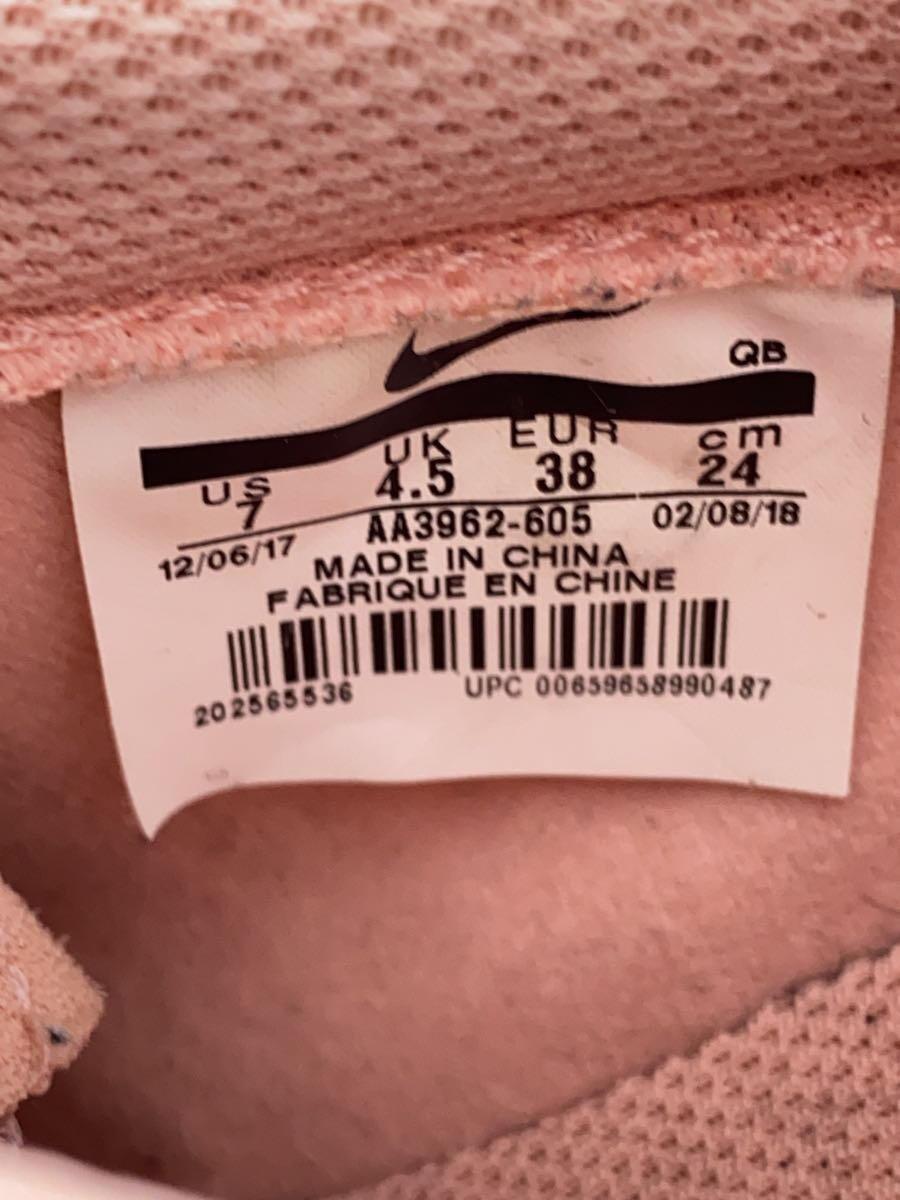 QB
US UK EUR cm
7 4.5 38 24
12/06/17 AA3962-605 02/08/18
MADE IN CHINA
FABRIQUE EN CHINE
202565536 UPC 00659658990487